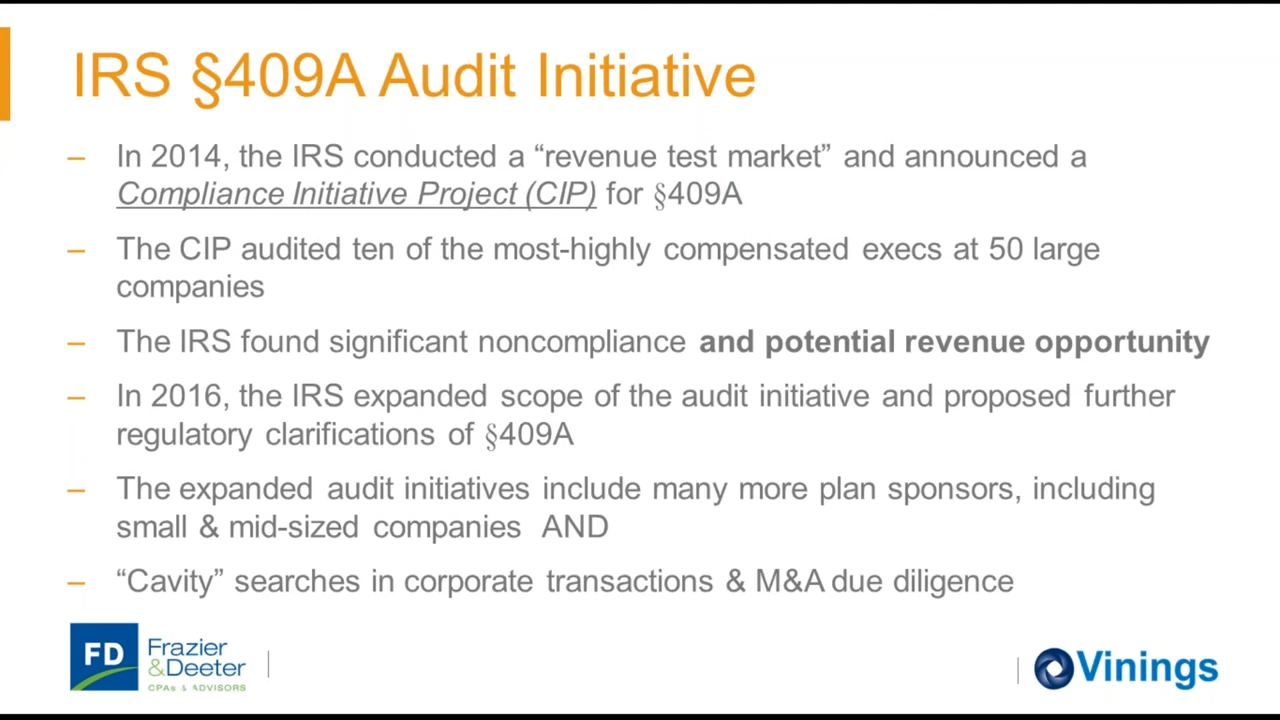 IRS §409A Audit Initiative
– In 2014, the IRS conducted a “revenue test market” and announced a
Compliance Initiative Project (CIP) for §409A
– The CIP audited ten of the most-highly compensated execs at 50 large
companies
– The IRS found significant noncompliance and potential revenue opportunity
– In 2016, the IRS expanded scope of the audit initiative and proposed further
regulatory clarifications of §409A
– The expanded audit initiatives include many more plan sponsors, including
small & mid-sized companies AND
– “Cavity” searches in corporate transactions & M&A due diligence
FD
Frazier
&Deeter
CPAs & ADVISORS
Vinings